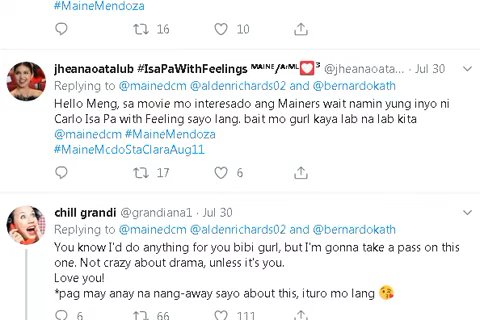 #MaineMendoza
16 10
jheanaoatalub #IsaPaWithFeelings ᴹᴬᴵᴺᴱ/ᴬʳᴹᴸ💟³ @jheanaoata... · Jul 30
Replying to @mainedcm @aldenrichards02 and @bernardokath
Hello Meng, sa movie mo interesado ang Mainers wait namin yung inyo ni
Carlo Isa Pa with Feeling sayo lang. bait mo gurl kaya lab na lab kita
@mainedcm #MaineMendoza
#MaineMcdoStaClaraAug11
17 6
chill grandi @grandiana1 · Jul 30
Replying to @mainedcm @aldenrichards02 and @bernardokath
You know I'd do anything for you bibi gurl, but I'm gonna take a pass on this
one. Not crazy about drama, unless it's you.
Love you!
*pag may anay na nang-away sayo about this, ituro mo lang 😘
6 66 111